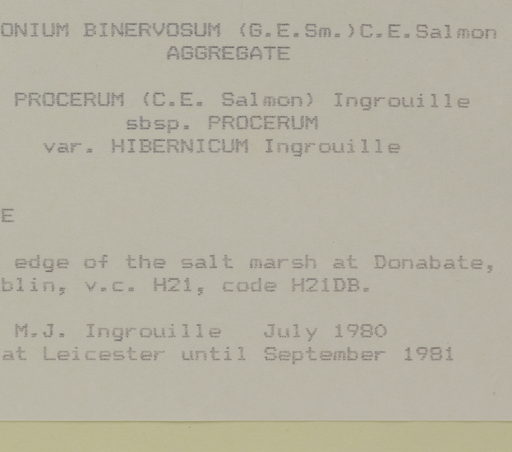 ONIUM BINERVOSUM (G.E.Sm.)C.E.Salmon
AGGREGATE
PROCERUM (C.E. Salmon) Ingrouille
sbsp. PROCERUM
var. HIBERNICUM Ingrouille
E
edge of the salt marsh at Donabate,
blin, v.c. H21, code H21DB.
M.J. Ingrouille July 1980
at Leicester until September 1981